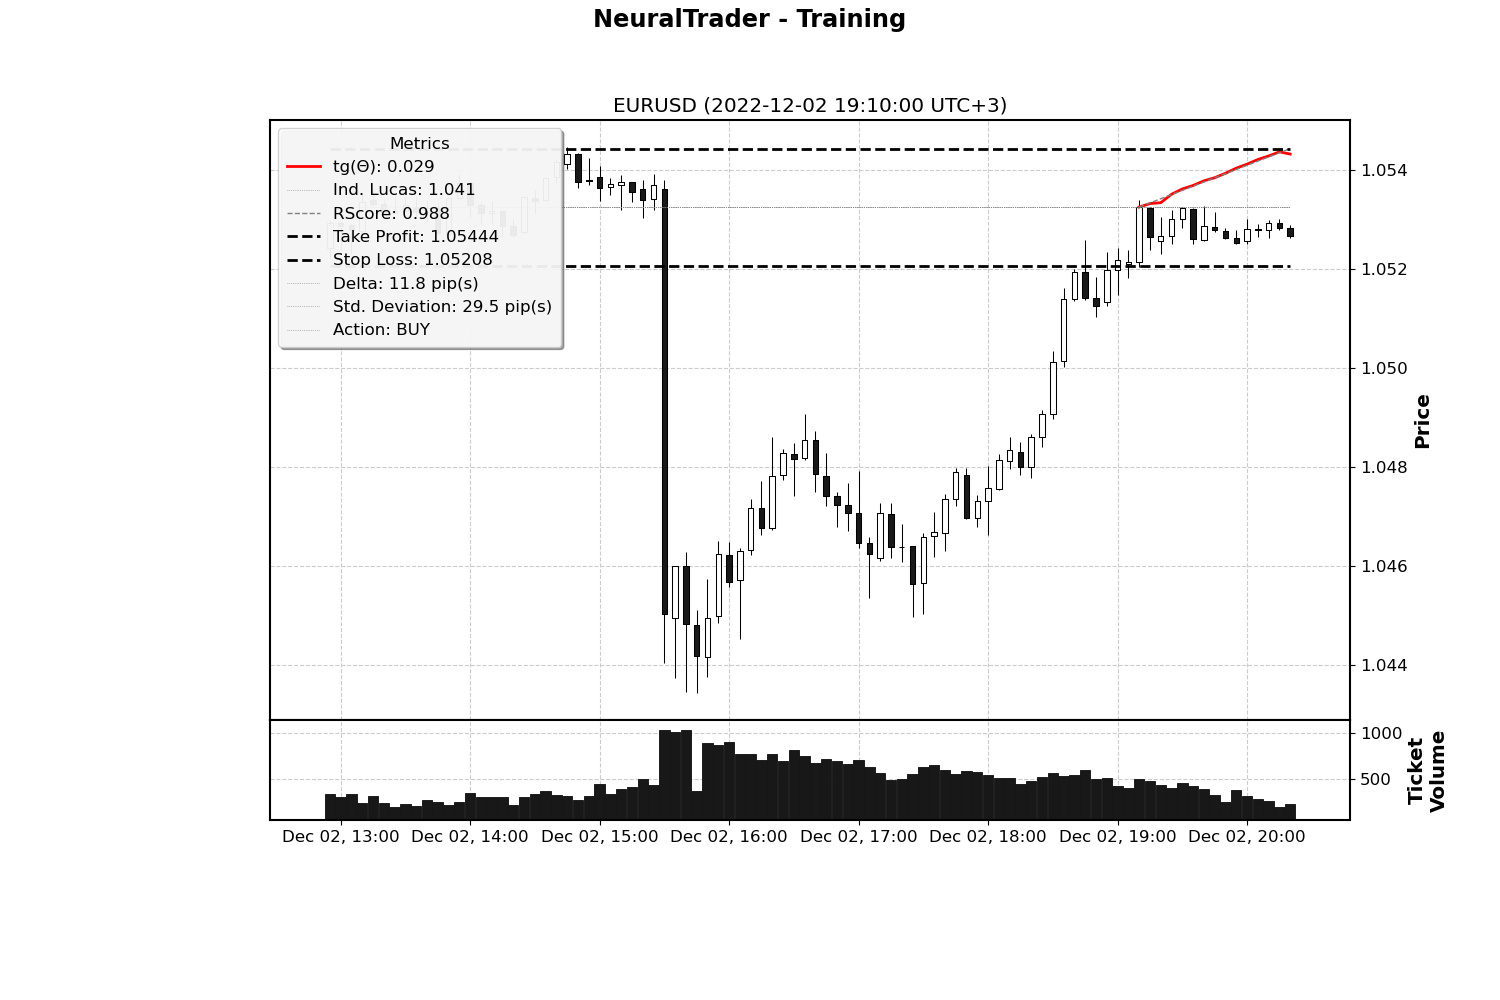 NeuralTrader - Training
EURUSD (2022-12-02 19:10:00 UTC+3)
Metrics
tg(Θ): 0.029
Ind. Lucas: 1.041
RScore: 0.988
Take Profit: 1.05444
Stop Loss: 1.05208
Delta: 11.8 pip(s)
Std. Deviation: 29.5 pip(s)
Action: BUY
1.054
1.052
1.050
1.048
1.046
1.044
Price
1000
500
Ticket
Volume
Dec 02, 13:00 Dec 02, 14:00 Dec 02, 15:00 Dec 02, 16:00 Dec 02, 17:00 Dec 02, 18:00 Dec 02, 19:00 Dec 02, 20:00